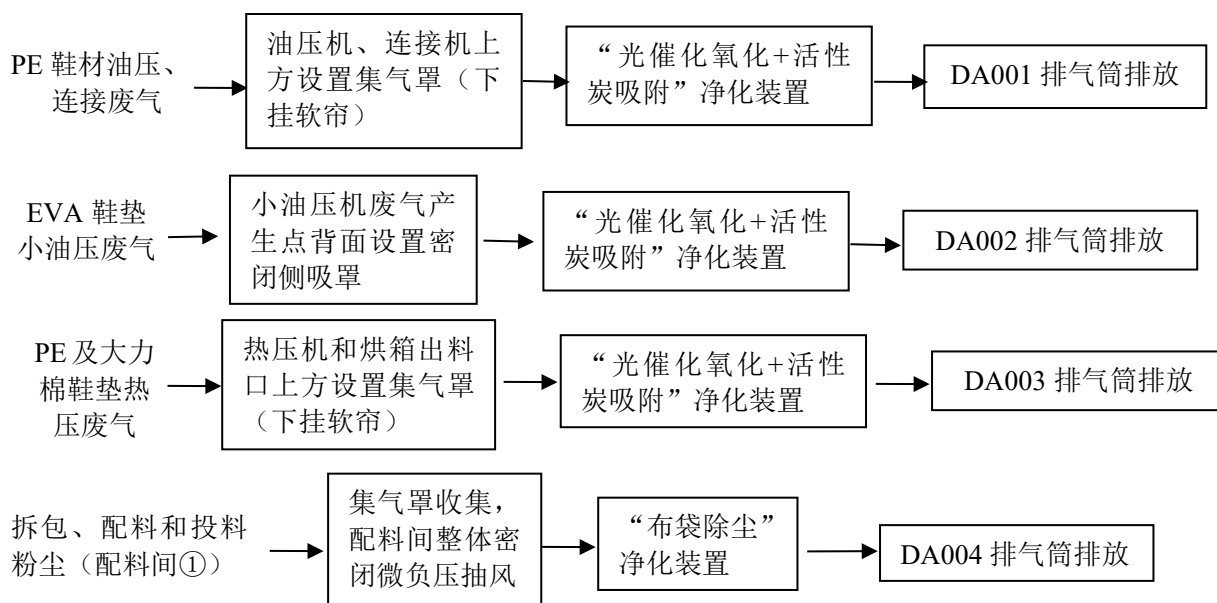 PE 鞋材油压、
连接废气
油压机、连接机上
方设置集气罩（下
挂软帘）
“光催化氧化+活性
炭吸附”净化装置
DA001 排气筒排放
EVA 鞋垫
小油压废气
小油压机废气产
生点背面设置密
闭侧吸罩
“光催化氧化+活性
炭吸附”净化装置
DA002 排气筒排放
PE 及大力
棉鞋垫热
压废气
热压机和烘箱出料
口上方设置集气罩
（下挂软帘）
“光催化氧化+活性
炭吸附”净化装置
DA003 排气筒排放
拆包、配料和投料
粉尘（配料间①）
集气罩收集，
配料间整体密
闭微负压抽风
“布袋除尘”
净化装置
DA004 排气筒排放